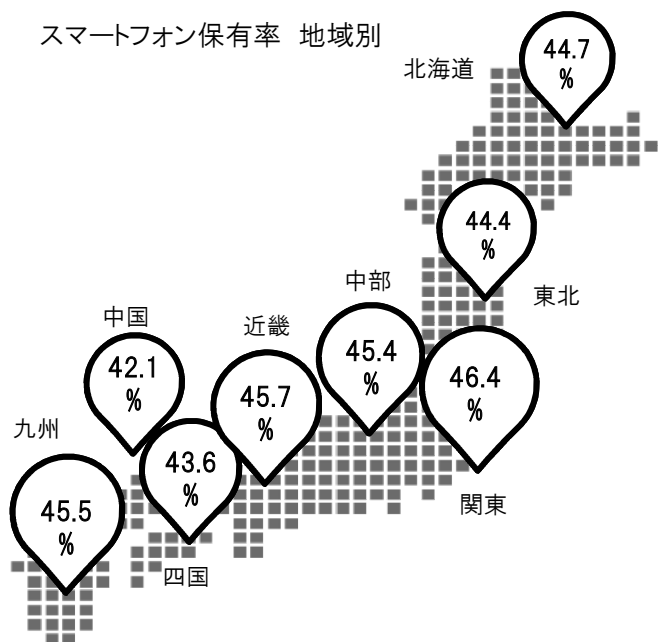 スマートフォン保有率 地域別
北海道
44.7
%
44.4
%
東北
中部
45.4
%
46.4
%
関東
近畿
45.7
%
中国
42.1
%
43.6
%
四国
九州
45.5
%